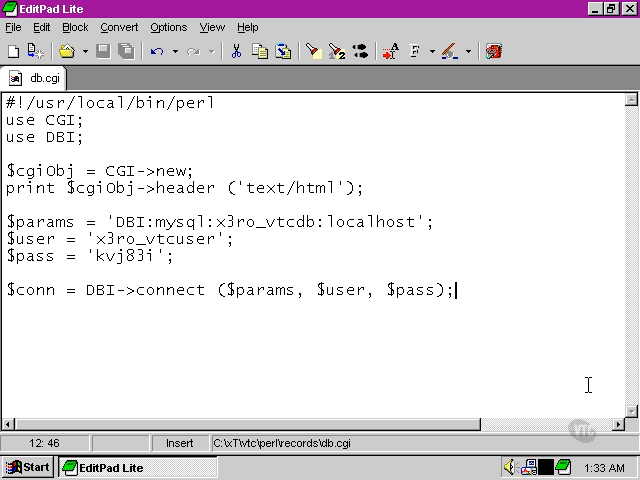 EditPad Lite
File Edit Block Convert Options View Help
db.cgi
#!/usr/local/bin/perl
use CGI;
use DBI;
$cgiObj = CGI->new;
print $cgiObj->header ('text/html');
$params = 'DBI:mysql:x3ro_vtcdb:localhost';
$user = 'x3ro_vtcuser';
$pass = 'kvj83i';
$conn = DBI->connect ($params, $user, $pass);
VTC
12: 46 Insert C:\xT\vtc\perl\records\db.cgi
Start EditPad Lite 1:33 AM